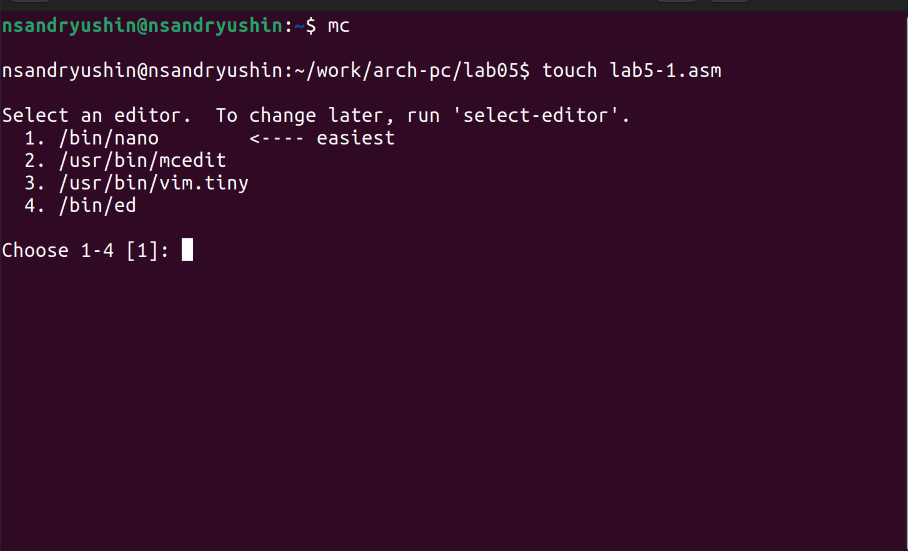 nsandryushin@nsandryushin:~$ mc
nsandryushin@nsandryushin:~/work/arch-pc/lab05$ touch lab5-1.asm
Select an editor.  To change later, run 'select-editor'.
  1. /bin/nano        <---- easiest
  2. /usr/bin/mcedit
  3. /usr/bin/vim.tiny
  4. /bin/ed
Choose 1-4 [1]: